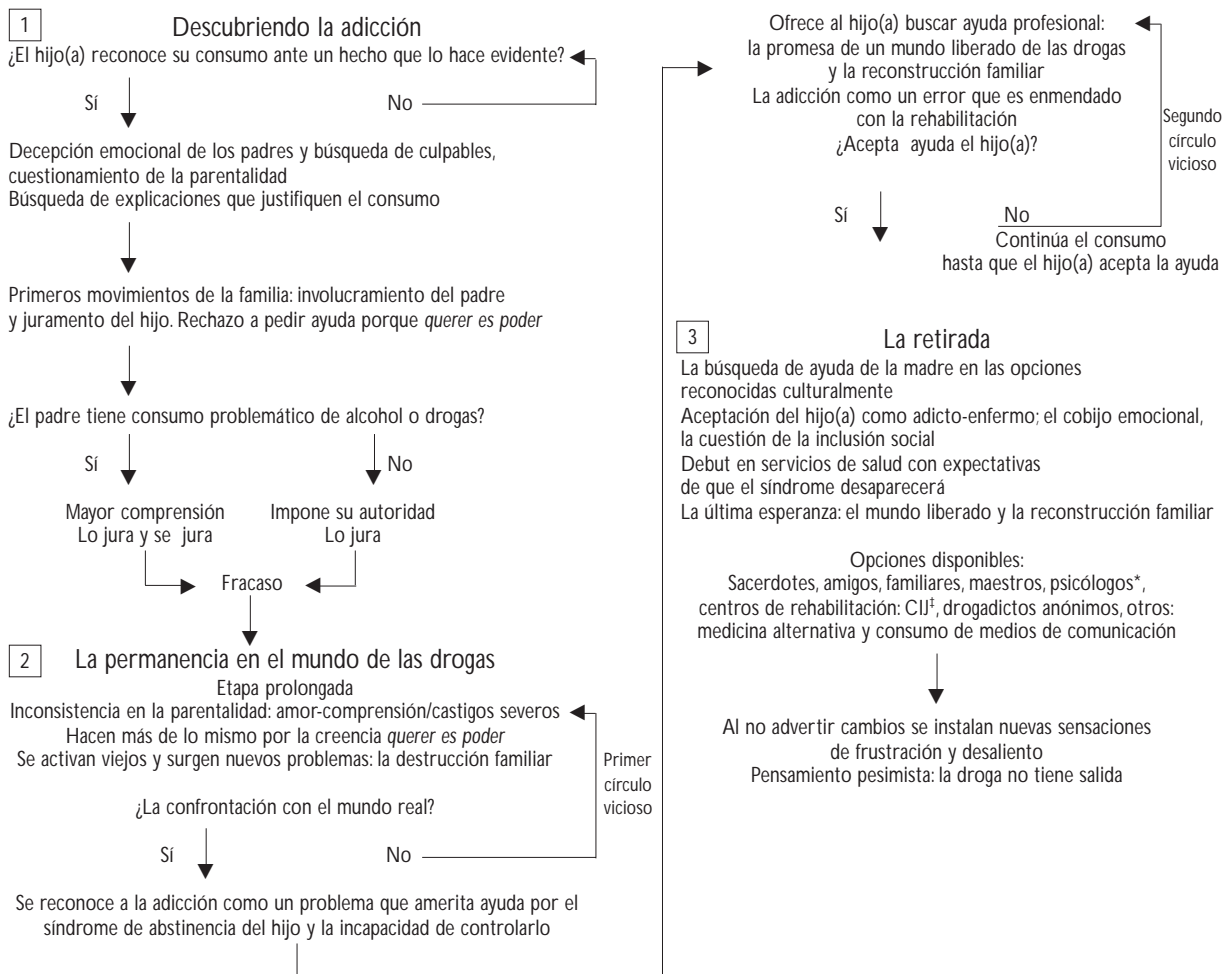 1
Descubriendo la adicción
¿El hijo(a) reconoce su consumo ante un hecho que lo hace evidente?
Sí
No
Decepción emocional de los padres y búsqueda de culpables,
cuestionamiento de la parentalidad
Búsqueda de explicaciones que justifiquen el consumo
Primeros movimientos de la familia: involucramiento del padre
y juramento del hijo. Rechazo a pedir ayuda porque querer es poder
¿El padre tiene consumo problemático de alcohol o drogas?
Sí
No
Mayor comprensión
Lo jura y se jura
Impone su autoridad
Lo jura
Fracaso
2
La permanencia en el mundo de las drogas
Etapa prolongada
Inconsistencia en la parentalidad: amor-comprensión/castigos severos
Hacen más de lo mismo por la creencia querer es poder
Se activan viejos y surgen nuevos problemas: la destrucción familiar
Primer
círculo
vicioso
¿La confrontación con el mundo real?
Sí
No
Se reconoce a la adicción como un problema que amerita ayuda por el
síndrome de abstinencia del hijo y la incapacidad de controlarlo
Ofrece al hijo(a) buscar ayuda profesional:
la promesa de un mundo liberado de las drogas
y la reconstrucción familiar
La adicción como un error que es enmendado
con la rehabilitación
¿Acepta ayuda el hijo(a)?
Segundo
círculo
vicioso
Sí
No
Continúa el consumo
hasta que el hijo(a) acepta la ayuda
3
La retirada
La búsqueda de ayuda de la madre en las opciones
reconocidas culturalmente
Aceptación del hijo(a) como adicto-enfermo; el cobijo emocional,
la cuestión de la inclusión social
Debut en servicios de salud con expectativas
de que el síndrome desaparecerá
La última esperanza: el mundo liberado y la reconstrucción familiar
Opciones disponibles:
Sacerdotes, amigos, familiares, maestros, psicólogos*,
centros de rehabilitación: CIJ‡, drogadictos anónimos, otros:
medicina alternativa y consumo de medios de comunicación
Al no advertir cambios se instalan nuevas sensaciones
de frustración y desaliento
Pensamiento pesimista: la droga no tiene salida